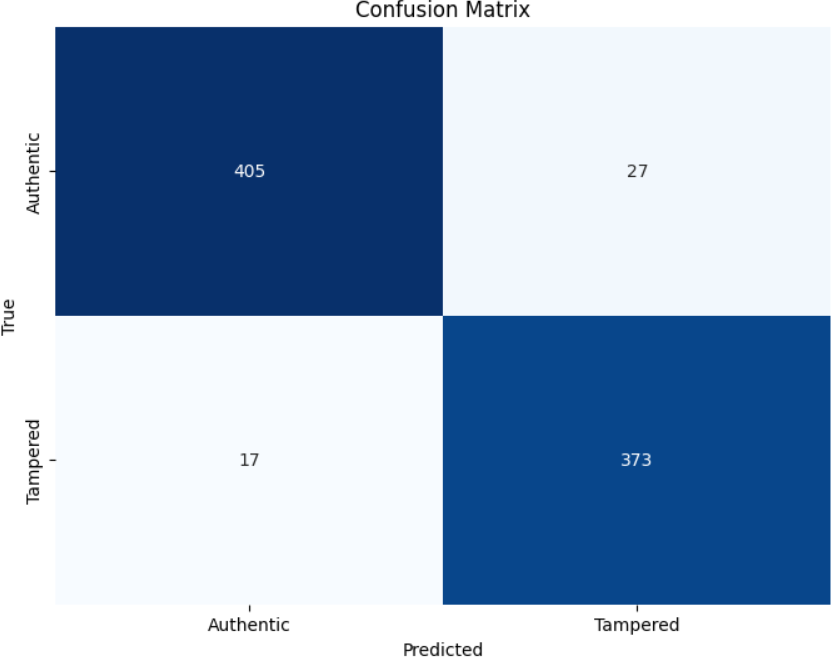 Confusion Matrix
True
Authentic
405
27
Tampered
17
373
Authentic
Tampered
Predicted